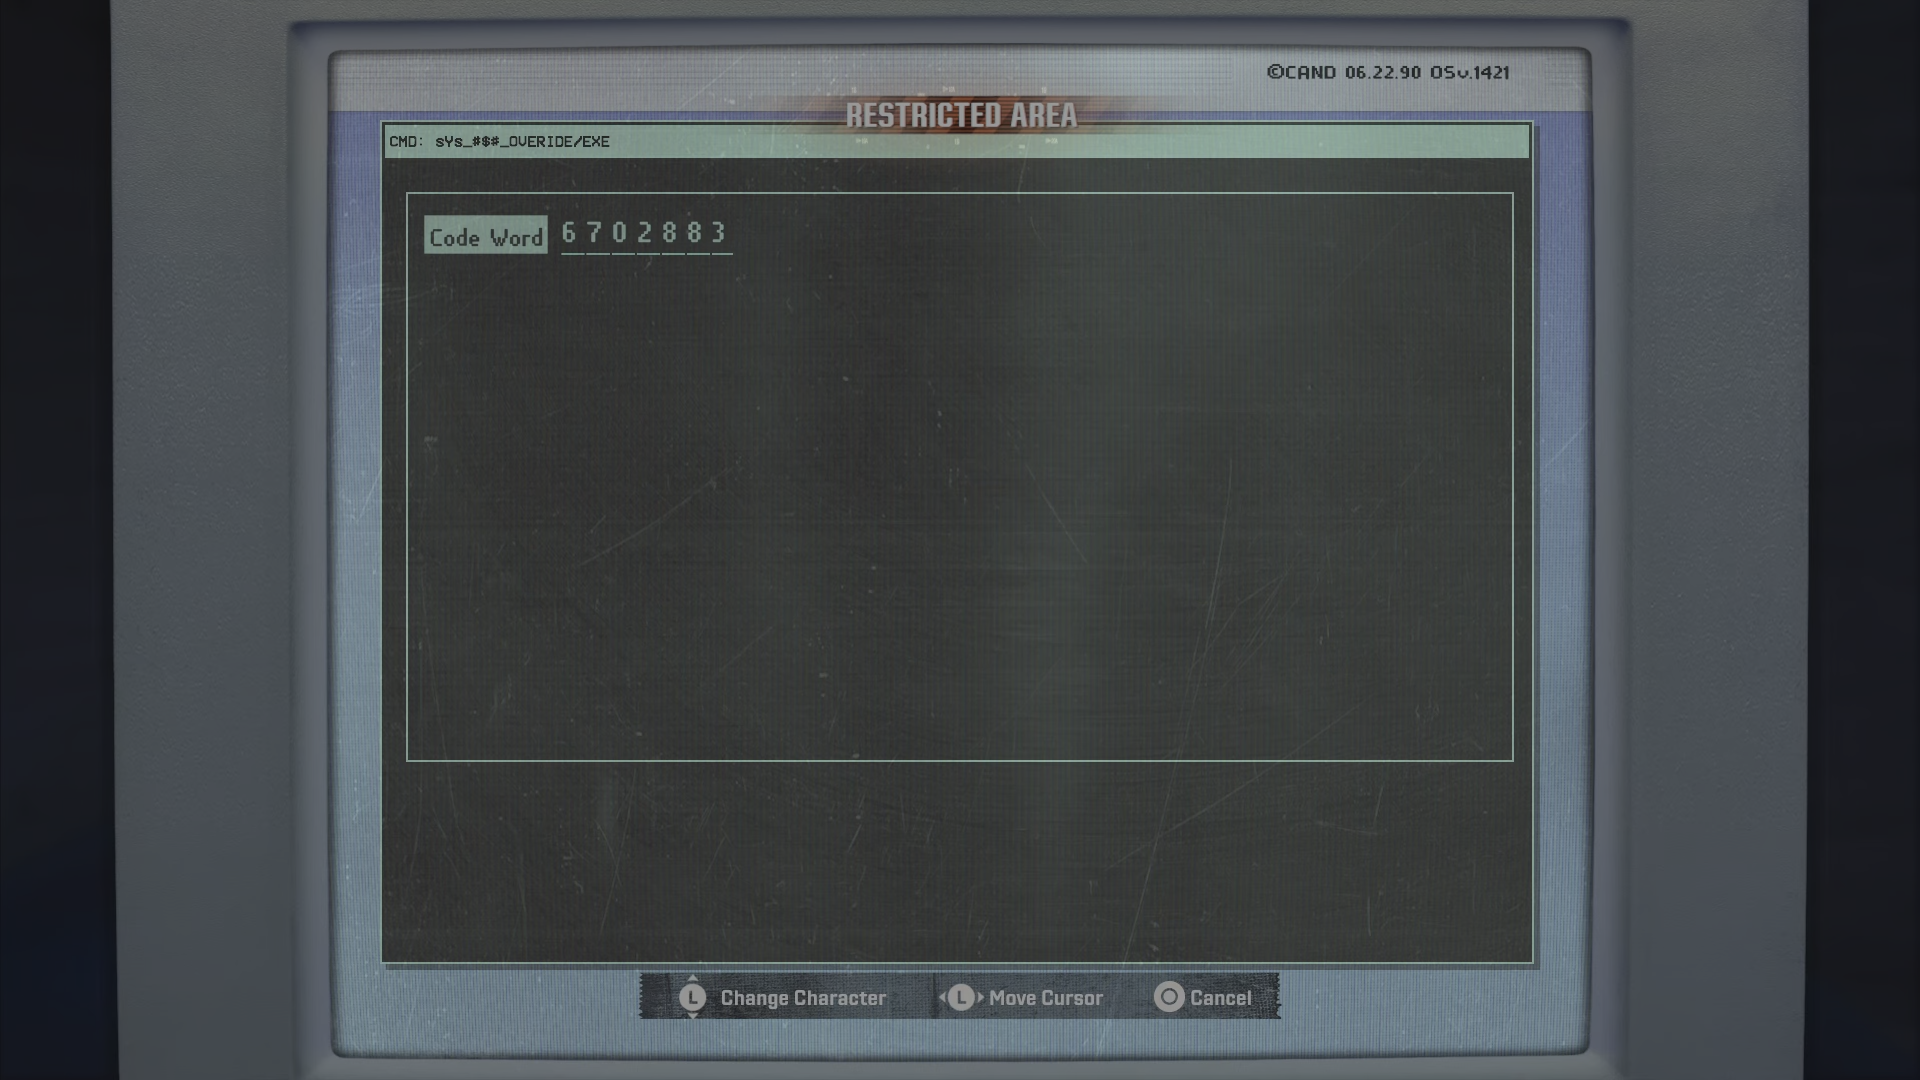 ©CAND 06.22.90 OSv.1421
RESTRICTED AREA
CMD: sYs_#$#_OVERIDE/EXE
Code Word 6702883
L Change Character L Move Cursor Cancel